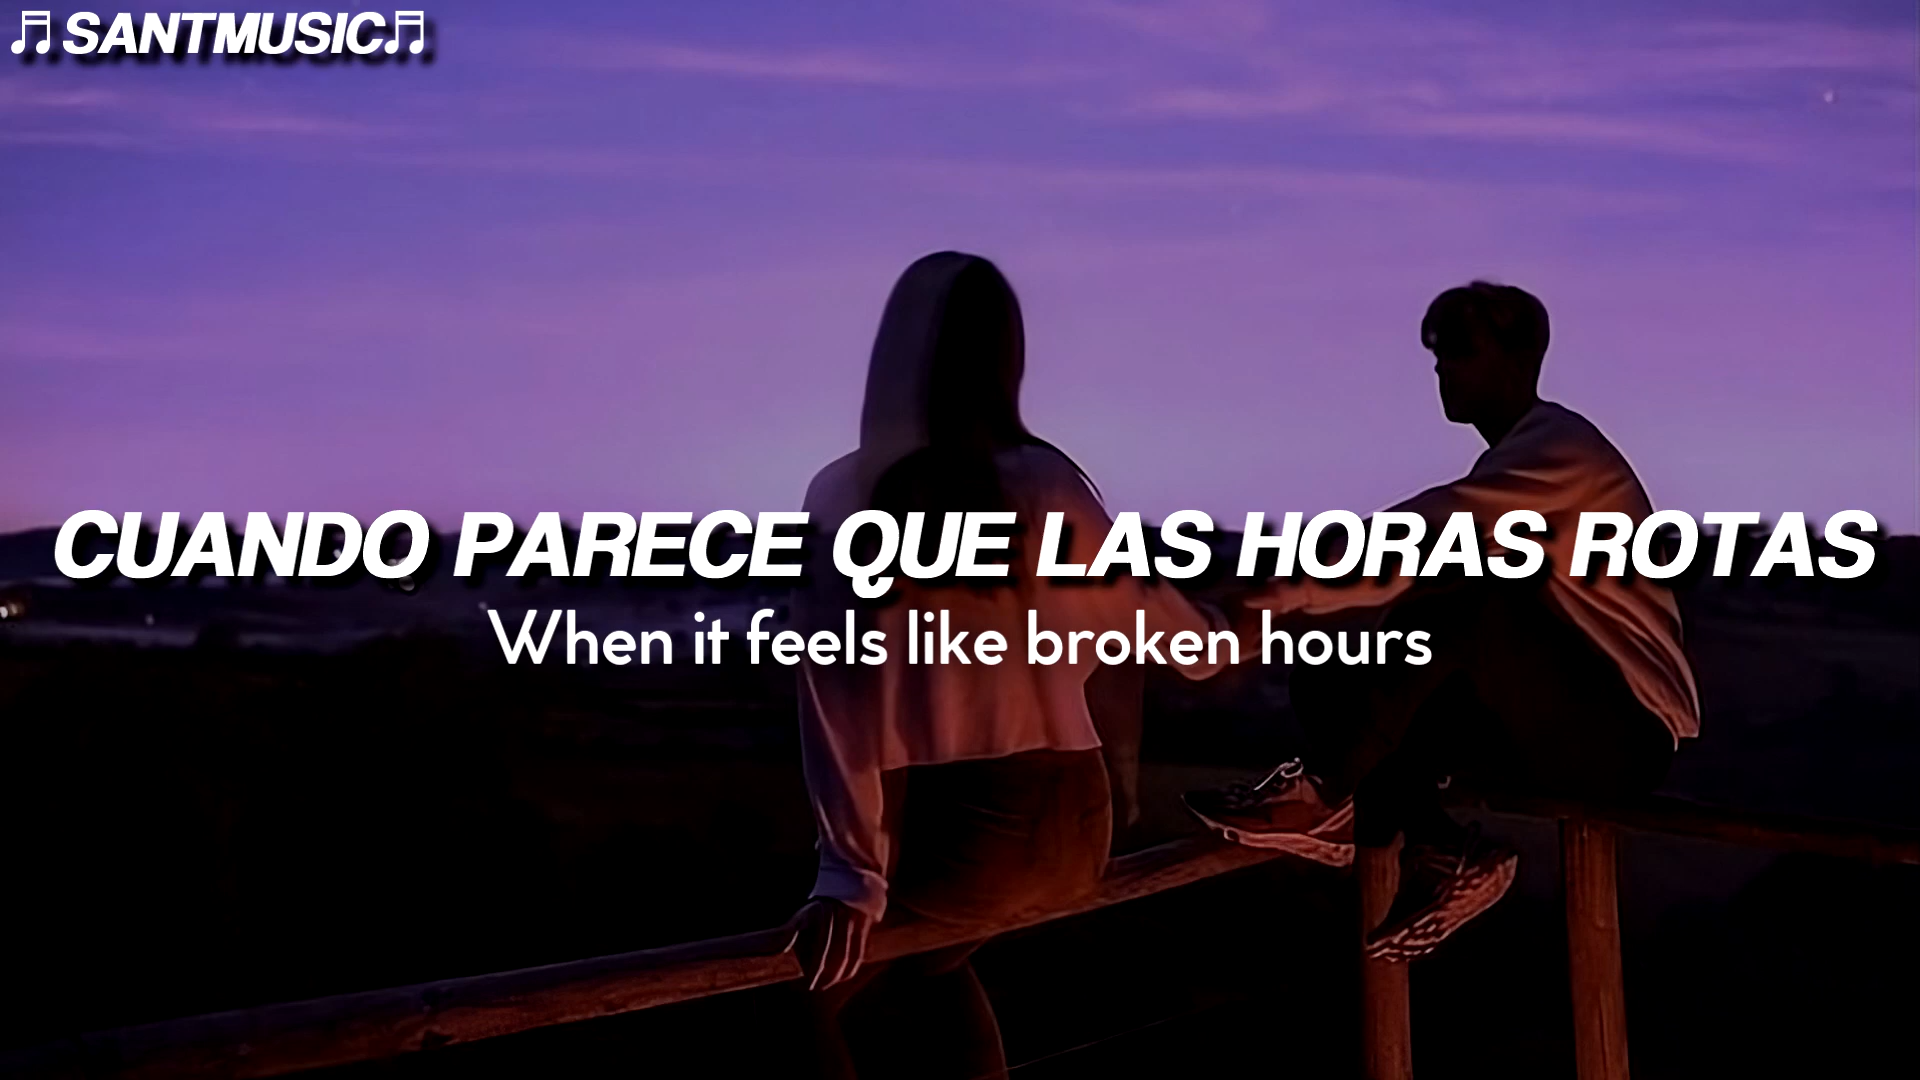 ♫SANTMUSIC♫
CUANDO PARECE QUE LAS HORAS ROTAS
When it feels like broken hours